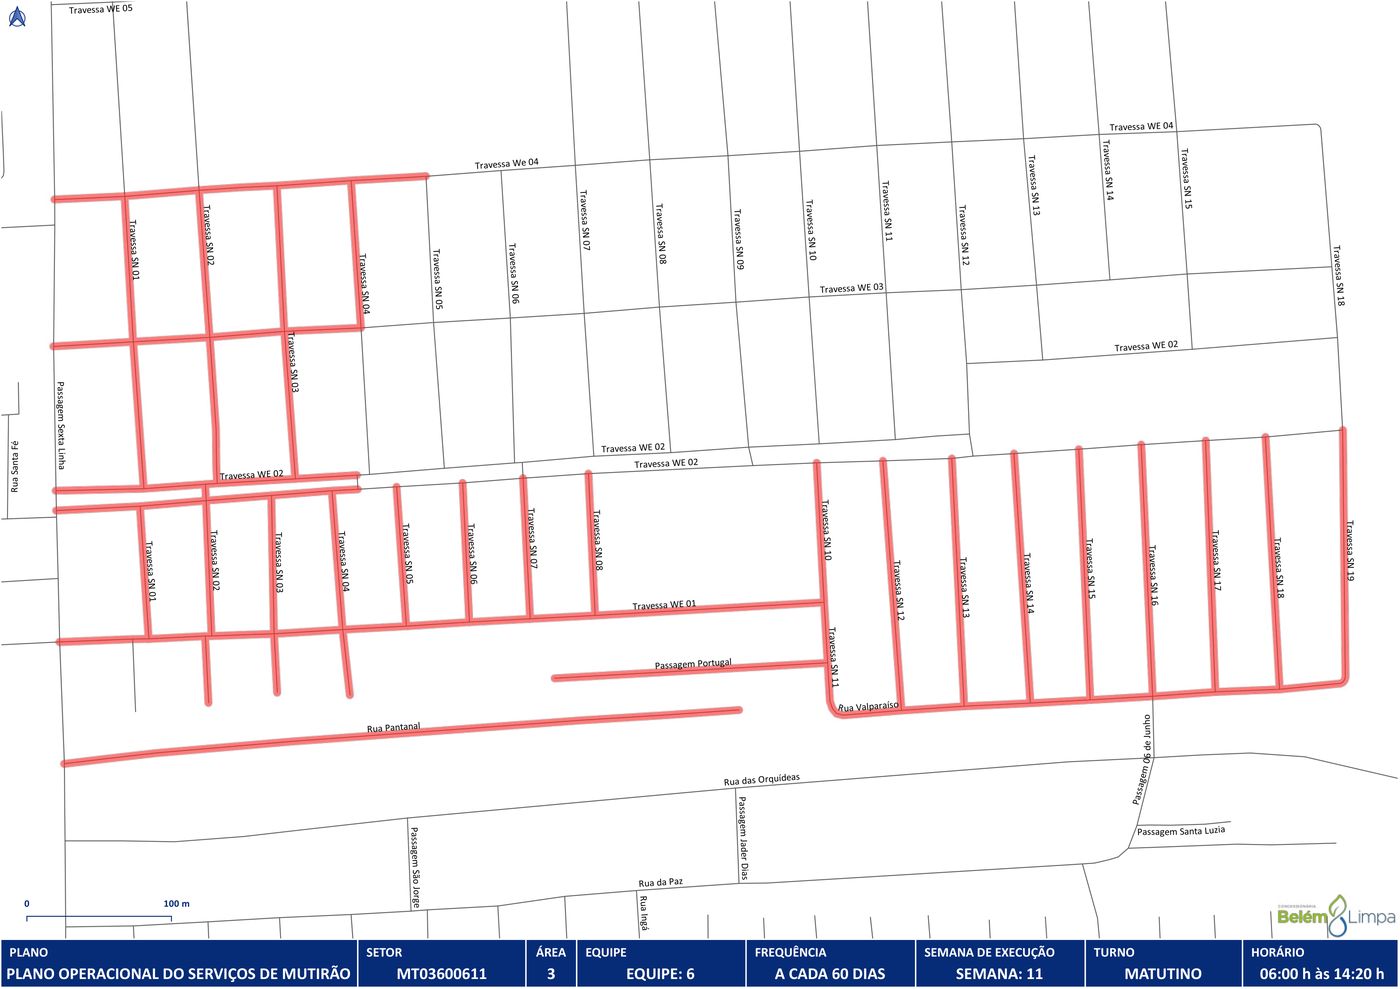 Travessa WE 05
Travessa WE 04
Travessa We 04
Travessa SN 01
Travessa SN 02
Travessa SN 04
Travessa SN 05
Travessa SN 06
Travessa SN 07
Travessa SN 08
Travessa SN 09
Travessa SN 10
Travessa SN 11
Travessa SN 12
Travessa SN 13
Travessa SN 14
Travessa SN 15
Travessa SN 18
Travessa WE 03
Travessa WE 02
Travessa SN 03
Passagem Sexta Linha
Rua Santa Fé
Travessa WE 02
Travessa WE 02
Travessa WE 02
Travessa SN 01
Travessa SN 02
Travessa SN 03
Travessa SN 04
Travessa SN 05
Travessa SN 06
Travessa SN 07
Travessa SN 08
Travessa SN 10
Travessa SN 12
Travessa SN 13
Travessa SN 14
Travessa SN 15
Travessa SN 16
Travessa SN 17
Travessa SN 18
Travessa SN 19
Travessa WE 01
Travessa SN 11
Passagem Portugal
Rua Valparaiso
Rua Pantanal
Passagem 06 de Junho
Rua das Orquídeas
Passagem São Jorge
Passagem Jader Dias
Passagem Santa Luzia
Rua da Paz
Rua Ingá
0 100 m
CONCESSIONÁRIA
Belém Limpa
PLANO
PLANO OPERACIONAL DO SERVIÇOS DE MUTIRÃO
SETOR
MT03600611
ÁREA
3
EQUIPE
EQUIPE: 6
FREQUÊNCIA
A CADA 60 DIAS
SEMANA DE EXECUÇÃO
SEMANA: 11
TURNO
MATUTINO
HORÁRIO
06:00 h às 14:20 h